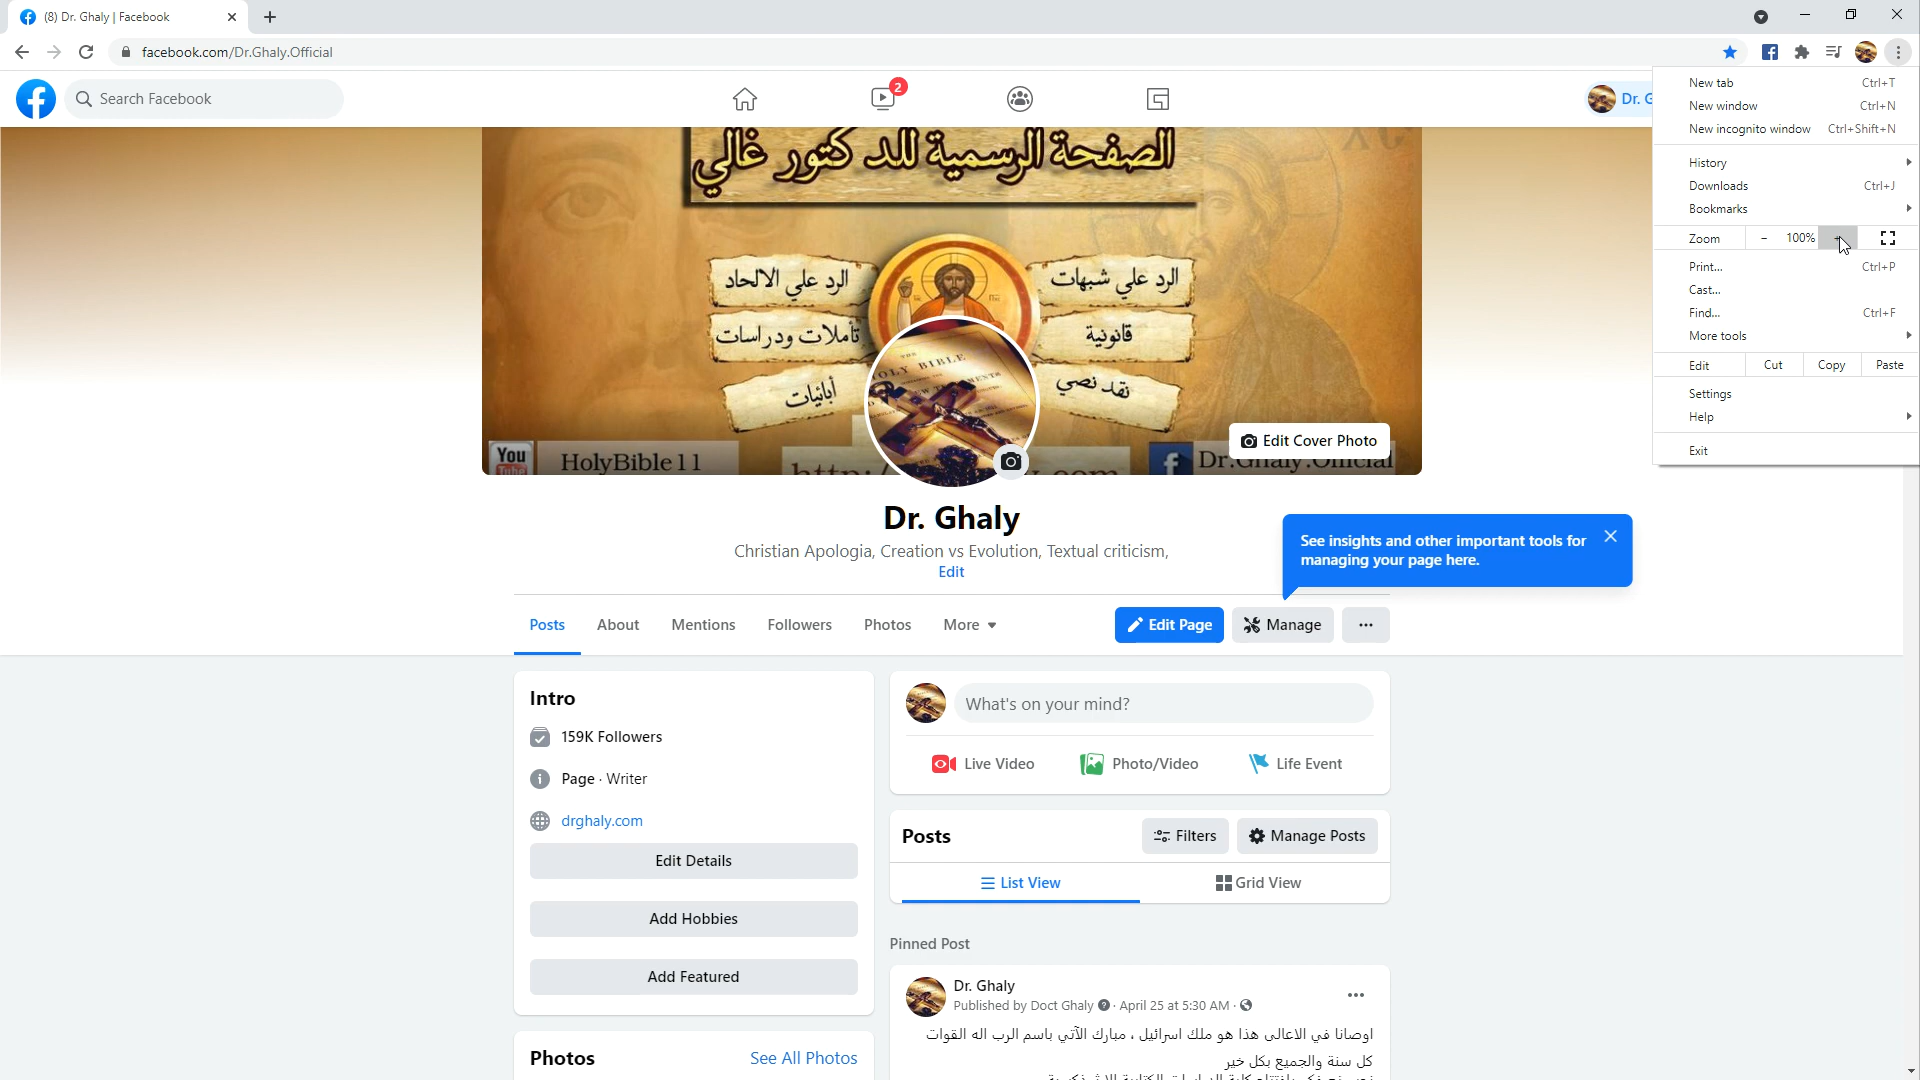 (8) Dr. Ghaly | Facebook
facebook.com/Dr.Ghaly.Official
Search Facebook
2
Dr. G
New tab Ctrl+T
New window Ctrl+N
New incognito window Ctrl+Shift+N
History
Downloads Ctrl+J
Bookmarks
Zoom - 100% +
Print... Ctrl+P
Cast...
Find... Ctrl+F
More tools
Edit Cut Copy Paste
Settings
Help
Exit
الصفحة الرسمية للدكتور غالي
الرد علي شبهات
الرد علي الالحاد
قانونية
تأملات ودراسات
نقد نصي
أبائيات
HOLY BIBLE
You Tube
HolyBible11
Dr.Ghaly.Official
Edit Cover Photo
Dr. Ghaly
Christian Apologia, Creation vs Evolution, Textual criticism,
Edit
See insights and other important tools for
managing your page here.
Posts About Mentions Followers Photos More
Edit Page Manage ...
Intro
159K Followers
Page · Writer
drghaly.com
Edit Details
Add Hobbies
Add Featured
Photos See All Photos
What's on your mind?
Live Video Photo/Video Life Event
Posts Filters Manage Posts
List View Grid View
Pinned Post
Dr. Ghaly
Published by Doct Ghaly · April 25 at 5:30 AM ·
اوصانا في الاعالى هذا هو ملك اسرائيل ، مبارك الآتي باسم الرب اله القوات
كل سنة والجميع بكل خير